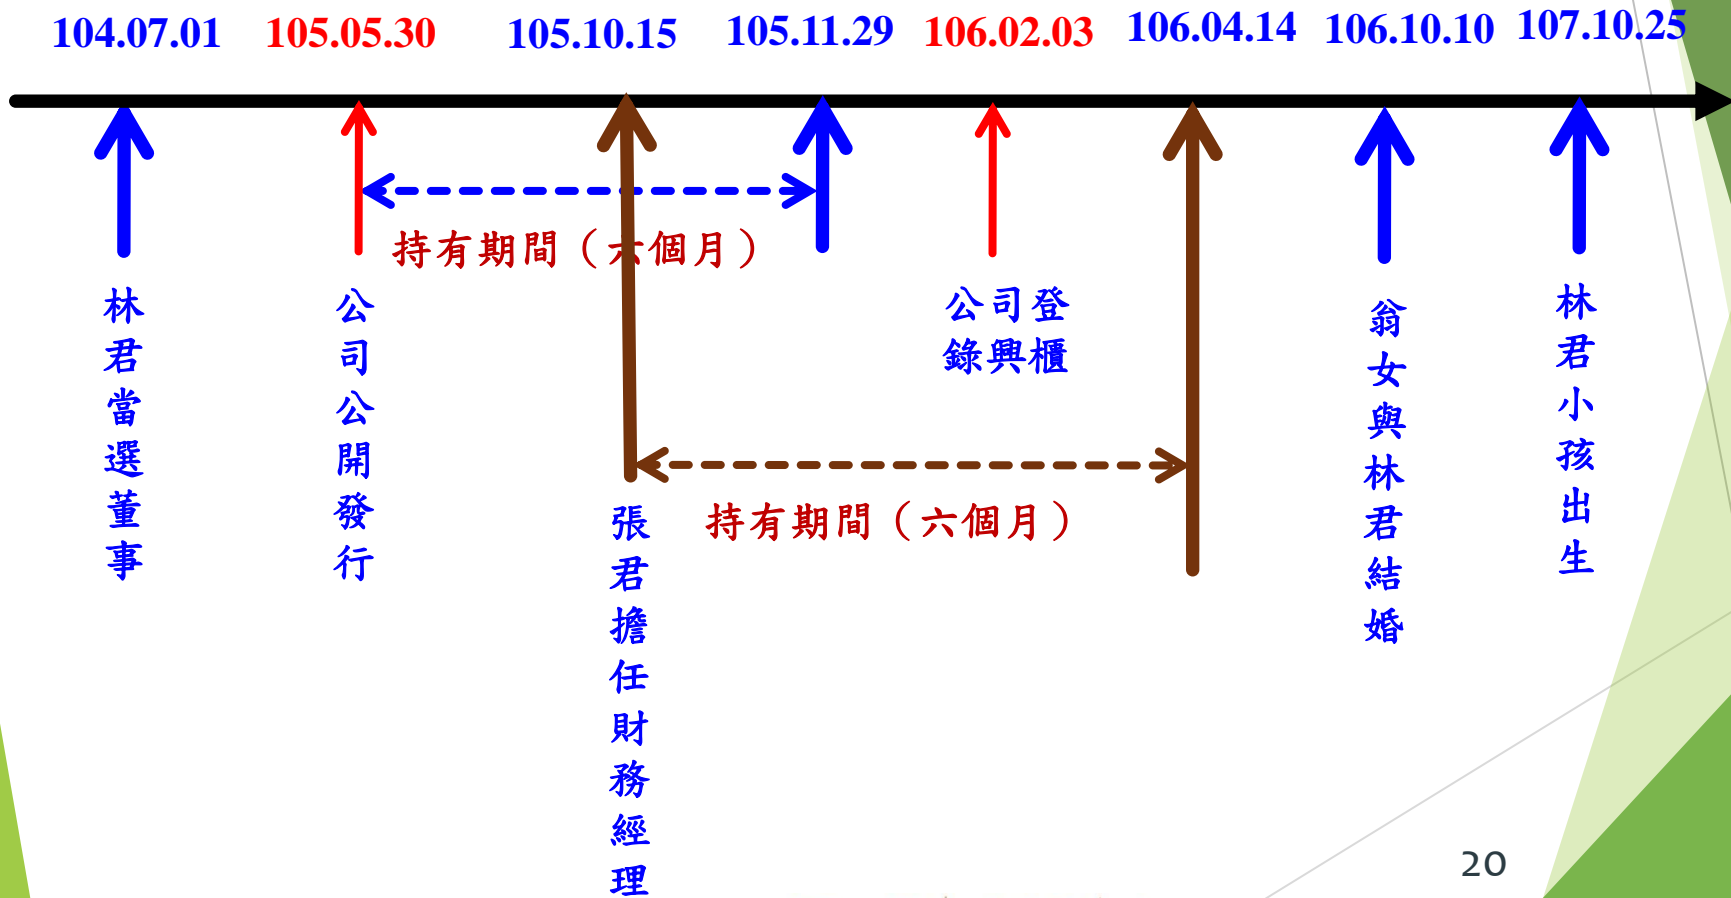 104.07.01 105.05.30 105.10.15 105.11.29 106.02.03 106.04.14 106.10.10 107.10.25
持有期間（六個月）
林君當選董事
公司公開發行
公司登
錄興櫃
翁女與林君結婚
林君小孩出生
持有期間（六個月）
張君擔任財務經理
20